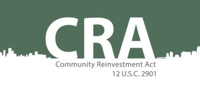 CRA
Community Reinvestment Act
12 U.S.C. 2901